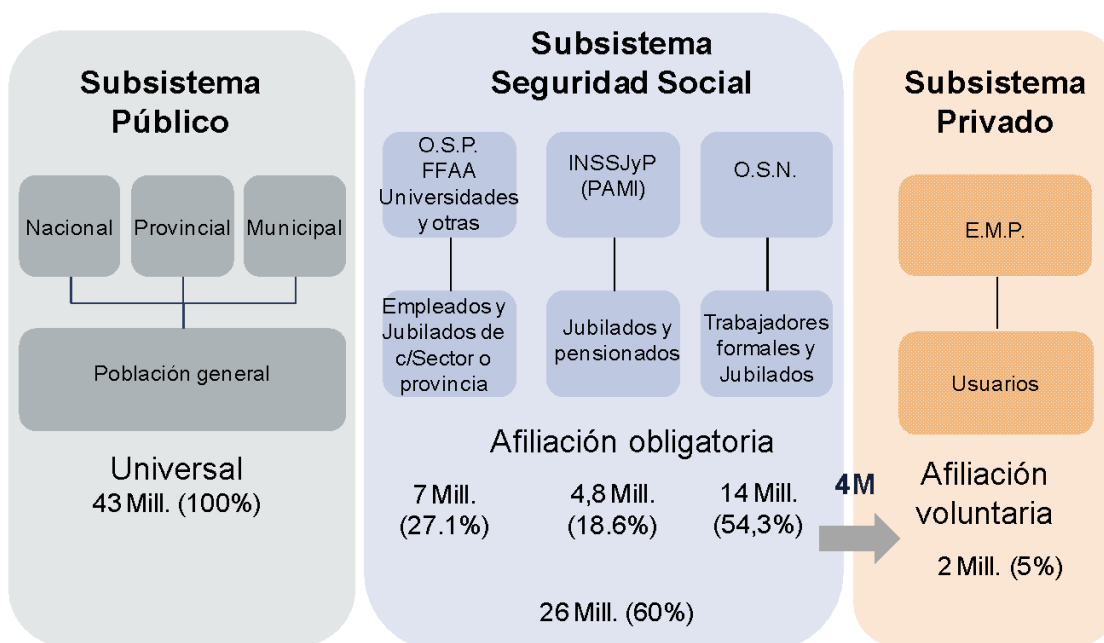 Subsistema
Público
Nacional
Provincial
Municipal
Población general
Universal
43 Mill. (100%)
Subsistema
Seguridad Social
O.S.P.
FFAA
Universidades
y otras
INSSJyP
(PAMI)
O.S.N.
Empleados y
Jubilados de
c/Sector o
provincia
Jubilados y
pensionados
Trabajadores
formales y
Jubilados
Afiliación obligatoria
7 Mill.
(27.1%)
4,8 Mill.
(18.6%)
14 Mill.
(54,3%)
26 Mill. (60%)
4M
Subsistema
Privado
E.M.P.
Usuarios
Afiliación
voluntaria
2 Mill. (5%)